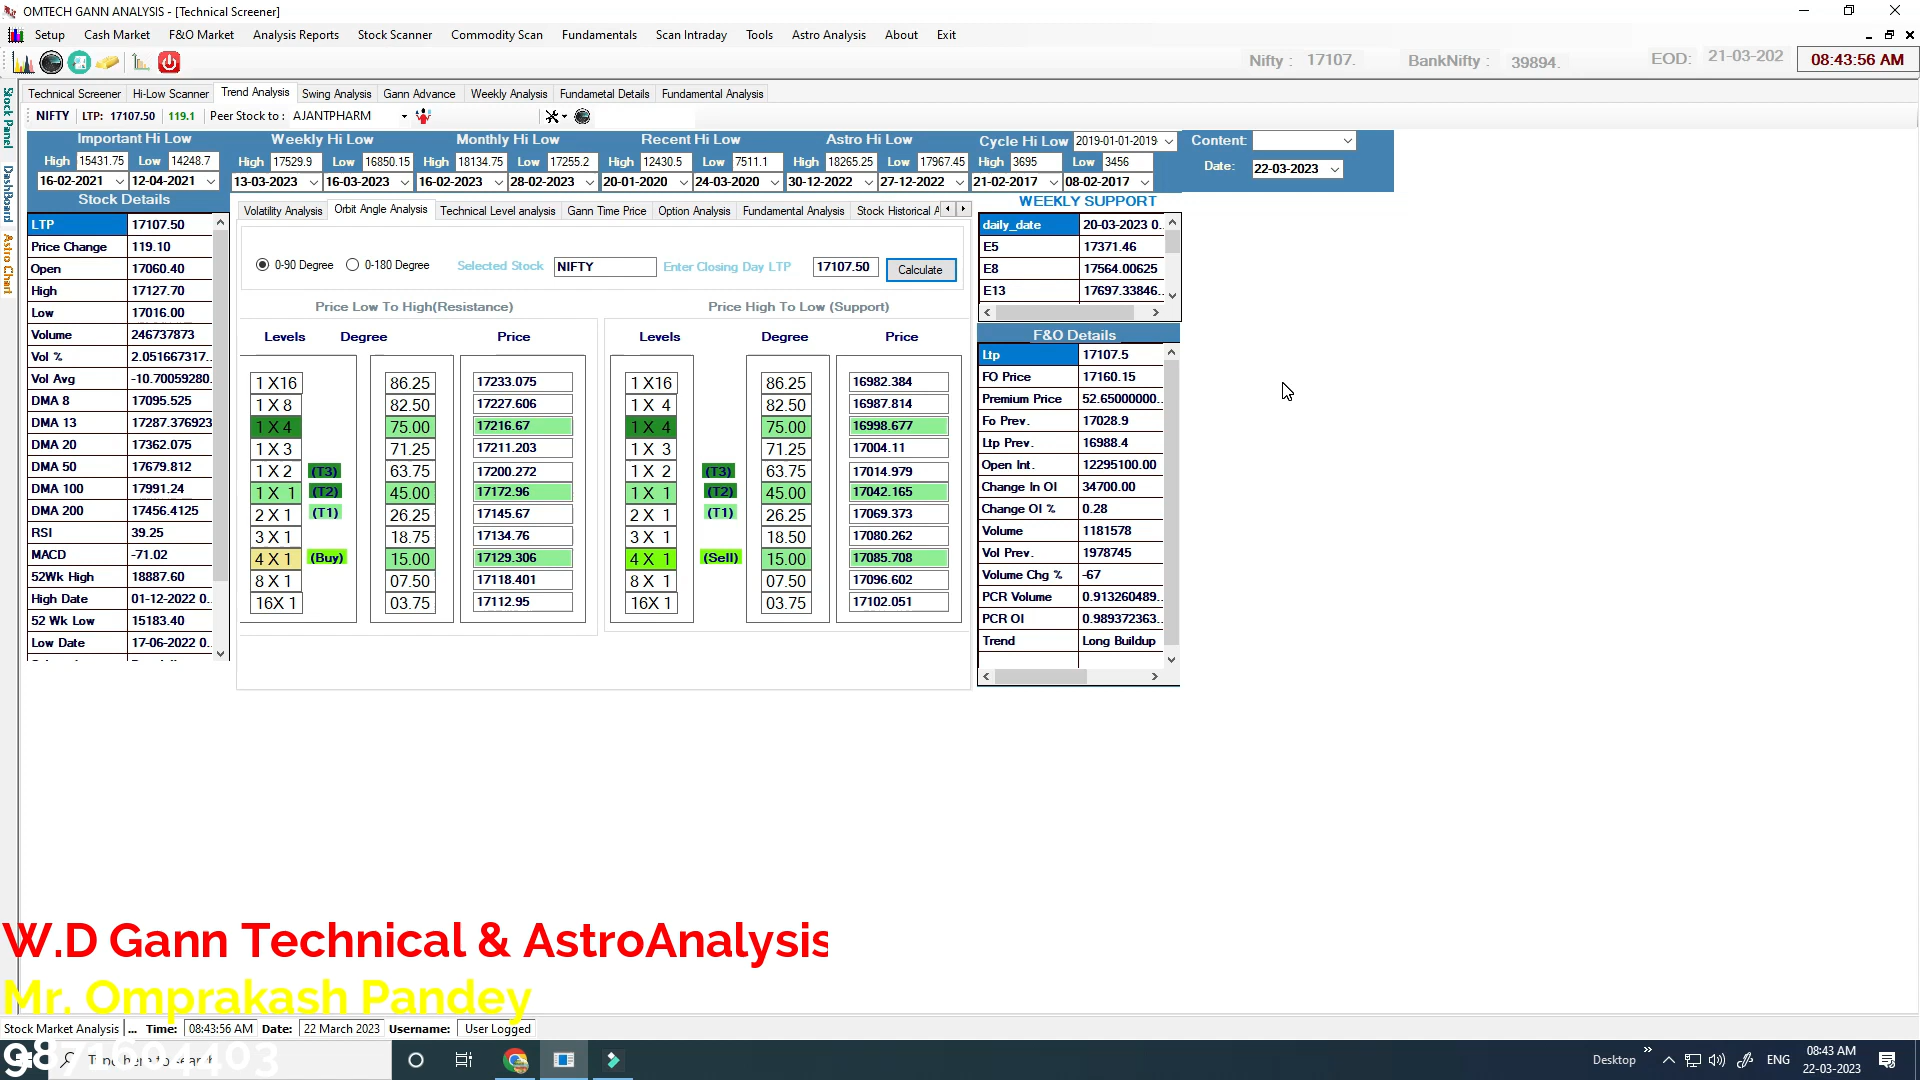 OMTECH GANN ANALYSIS - [Technical Screener]
Setup Cash Market F&O Market Analysis Reports Stock Scanner Commodity Scan Fundamentals Scan Intraday Tools Astro Analysis About Exit
Nifty : 17107. BankNifty : 39894. EOD: 21-03-202 08:43:56 AM
Technical Screener Hi-Low Scanner Trend Analysis Swing Analysis Gann Advance Weekly Analysis Fundametal Details Fundamental Analysis
NIFTY LTP: 17107.50 119.1 Peer Stock to : AJANTPHARM
Stock Panel
DashBoard
Astro Chart
Important Hi Low Weekly Hi Low Monthly Hi Low Recent Hi Low Astro Hi Low Cycle Hi Low 2019-01-01-2019- Content:
High 15431.75 Low 14248.7 High 17529.9 Low 16850.15 High 18134.75 Low 17255.2 High 12430.5 Low 7511.1 High 18265.25 Low 17967.45 High 3695 Low 3456 Date: 22-03-2023
16-02-2021 12-04-2021 13-03-2023 16-03-2023 16-02-2023 28-02-2023 20-01-2020 24-03-2020 30-12-2022 27-12-2022 21-02-2017 08-02-2017
Stock Details
LTP 17107.50
Price Change 119.10
Open 17060.40
High 17127.70
Low 17016.00
Volume 246737873
Vol % 2.051667317..
Vol Avg -10.70059280.
DMA 8 17095.525
DMA 13 17287.376923
DMA 20 17362.075
DMA 50 17679.812
DMA 100 17991.24
DMA 200 17456.4125
RSI 39.25
MACD -71.02
52Wk High 18887.60
High Date 01-12-2022 0..
52 Wk Low 15183.40
Low Date 17-06-2022 0..
Volatility Analysis Orbit Angle Analysis Technical Level analysis Gann Time Price Option Analysis Fundamental Analysis Stock Historical A
0-90 Degree 0-180 Degree Selected Stock NIFTY Enter Closing Day LTP 17107.50 Calculate
Price Low To High(Resistance)
Levels Degree Price
1 X16 86.25 17233.075
1 X 8 82.50 17227.606
1 X 4 75.00 17216.67
1 X 3 71.25 17211.203
1 X 2 (T3) 63.75 17200.272
1 X 1 (T2) 45.00 17172.96
2 X 1 (T1) 26.25 17145.67
3 X 1 18.75 17134.76
4 X 1 (Buy) 15.00 17129.306
8 X 1 07.50 17118.401
16X 1 03.75 17112.95
Price High To Low (Support)
Levels Degree Price
1 X16 86.25 16982.384
1 X 4 82.50 16987.814
1 X 4 75.00 16998.677
1 X 3 71.25 17004.11
1 X 2 (T3) 63.75 17014.979
1 X 1 (T2) 45.00 17042.165
2 X 1 (T1) 26.25 17069.373
3 X 1 18.50 17080.262
4 X 1 (Sell) 15.00 17085.708
8 X 1 07.50 17096.602
16X 1 03.75 17102.051
WEEKLY SUPPORT
daily_date 20-03-2023 0..
E5 17371.46
E8 17564.00625
E13 17697.33846..
F&O Details
Ltp 17107.5
FO Price 17160.15
Premium Price 52.65000000..
Fo Prev. 17028.9
Ltp Prev. 16988.4
Open Int. 12295100.00
Change In OI 34700.00
Change OI % 0.28
Volume 1181578
Vol Prev. 1978745
Volume Chg % -67
PCR Volume 0.913260489..
PCR OI 0.989372363..
Trend Long Buildup
W.D Gann Technical & AstroAnalysis
Mr. Omprakash Pandey
Stock Market Analysis ... Time: 08:43:56 AM Date: 22 March 2023 Username: User Logged
9871604403
Type here to search
Desktop ENG 08:43 AM
22-03-2023